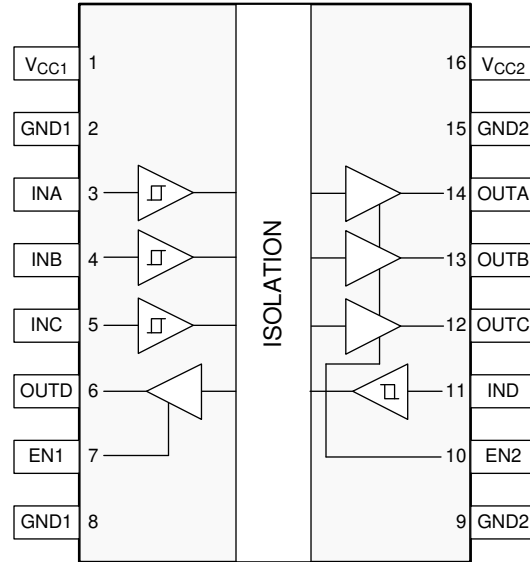 VCC1 1 16 VCC2
GND1 2 15 GND2
INA 3 14 OUTA
INB 4 13 OUTB
INC 5 12 OUTC
OUTD 6 11 IND
EN1 7 10 EN2
GND1 8 9 GND2
ISOLATION